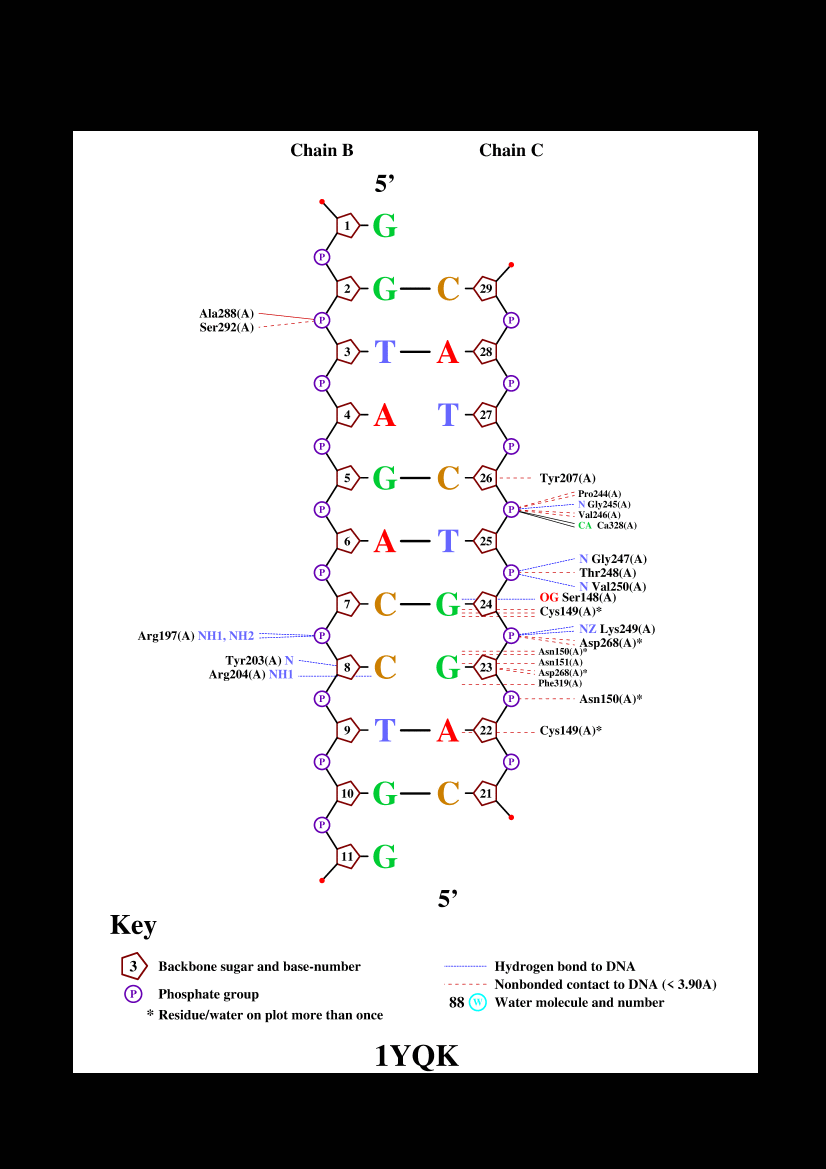 Chain B Chain C
5’
1 G
P
2 G C 29
Ala288(A) P P
Ser292(A)
3 T A 28
P P
4 A T 27
P P
5 G C 26 Tyr207(A)
Pro244(A)
P P N Gly245(A)
Val246(A)
CA Ca328(A)
6 A T 25
N Gly247(A)
P P Thr248(A)
N Val250(A)
OG Ser148(A)
7 C G 24 Cys149(A)*
NZ Lys249(A)
Arg197(A) NH1, NH2 P P
Asp268(A)*
Asn150(A)*
Tyr203(A) N 8 C G 23 Asn151(A)
Arg204(A) NH1 Asp268(A)*
Phe319(A)
P P Asn150(A)*
9 T A 22 Cys149(A)*
P P
10 G C 21
P
11 G
5’
Key
3 Backbone sugar and base-number
P Phosphate group
* Residue/water on plot more than once
Hydrogen bond to DNA
Nonbonded contact to DNA (< 3.90A)
88 W Water molecule and number
1YQK